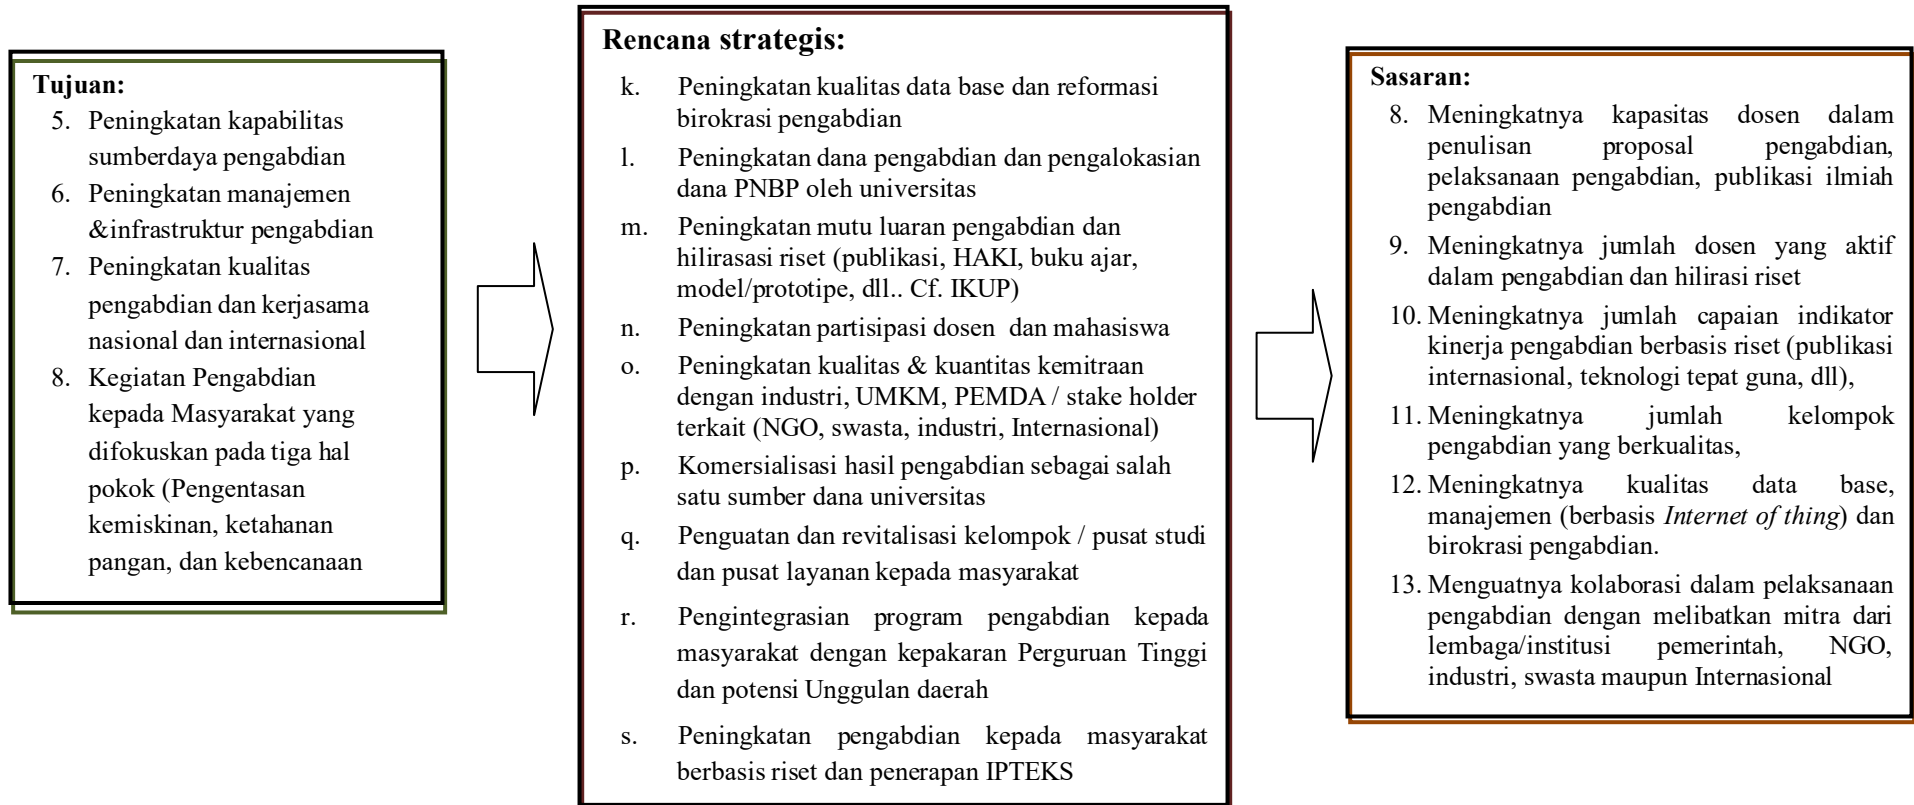 Tujuan:
5. Peningkatan kapabilitas
sumberdaya pengabdian
6. Peningkatan manajemen
&infrastruktur pengabdian
7. Peningkatan kualitas
pengabdian dan kerjasama
nasional dan internasional
8. Kegiatan Pengabdian
kepada Masyarakat yang
difokuskan pada tiga hal
pokok (Pengentasan
kemiskinan, ketahanan
pangan, dan kebencanaan
Rencana strategis:
k. Peningkatan kualitas data base dan reformasi
birokrasi pengabdian
l. Peningkatan dana pengabdian dan pengalokasian
dana PNBP oleh universitas
m. Peningkatan mutu luaran pengabdian dan
hilirasasi riset (publikasi, HAKI, buku ajar,
model/prototipe, dll.. Cf. IKUP)
n. Peningkatan partisipasi dosen dan mahasiswa
o. Peningkatan kualitas & kuantitas kemitraan
dengan industri, UMKM, PEMDA / stake holder
terkait (NGO, swasta, industri, Internasional)
p. Komersialisasi hasil pengabdian sebagai salah
satu sumber dana universitas
q. Penguatan dan revitalisasi kelompok / pusat studi
dan pusat layanan kepada masyarakat
r. Pengintegrasian program pengabdian kepada
masyarakat dengan kepakaran Perguruan Tinggi
dan potensi Unggulan daerah
s. Peningkatan pengabdian kepada masyarakat
berbasis riset dan penerapan IPTEKS
Sasaran:
8. Meningkatnya kapasitas dosen dalam
penulisan proposal pengabdian,
pelaksanaan pengabdian, publikasi ilmiah
pengabdian
9. Meningkatnya jumlah dosen yang aktif
dalam pengabdian dan hilirasi riset
10. Meningkatnya jumlah capaian indikator
kinerja pengabdian berbasis riset (publikasi
internasional, teknologi tepat guna, dll),
11. Meningkatnya jumlah kelompok
pengabdian yang berkualitas,
12. Meningkatnya kualitas data base,
manajemen (berbasis Internet of thing) dan
birokrasi pengabdian.
13. Menguatnya kolaborasi dalam pelaksanaan
pengabdian dengan melibatkan mitra dari
lembaga/institusi pemerintah, NGO,
industri, swasta maupun Internasional